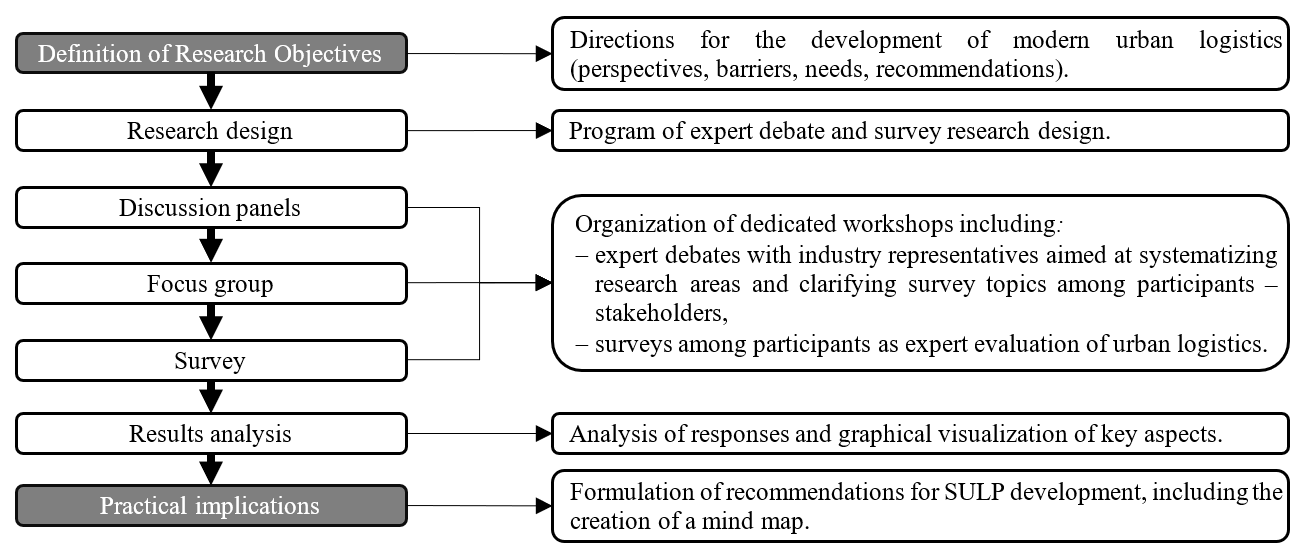 Definition of Research Objectives
Directions for the development of modern urban logistics
(perspectives, barriers, needs, recommendations).
Research design
Program of expert debate and survey research design.
Discussion panels
Focus group
Survey
Organization of dedicated workshops including:
– expert debates with industry representatives aimed at systematizing
research areas and clarifying survey topics among participants –
stakeholders,
– surveys among participants as expert evaluation of urban logistics.
Results analysis
Analysis of responses and graphical visualization of key aspects.
Practical implications
Formulation of recommendations for SULP development, including the
creation of a mind map.